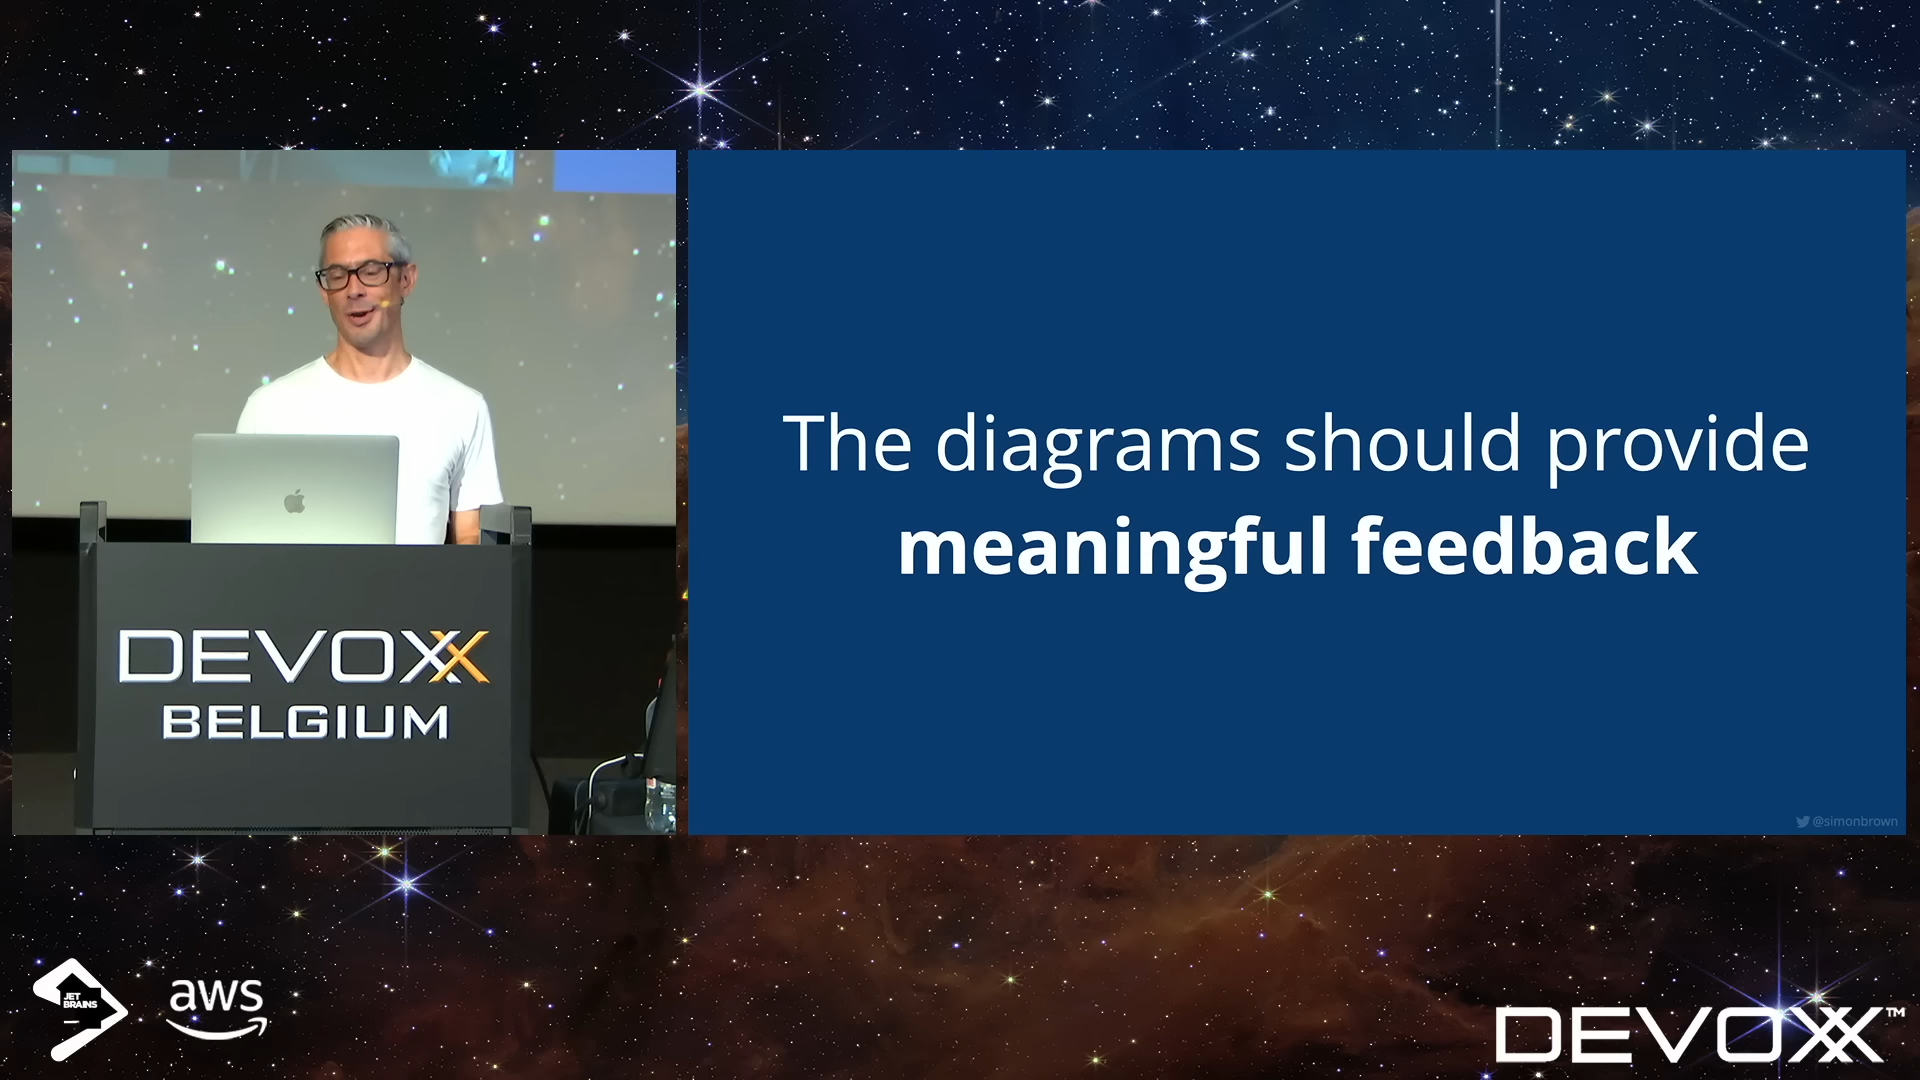 The diagrams should provide
meaningful feedback
@simonbrown
DEVOXX
BELGIUM
JET
BRAINS
aws
DEVOXX™